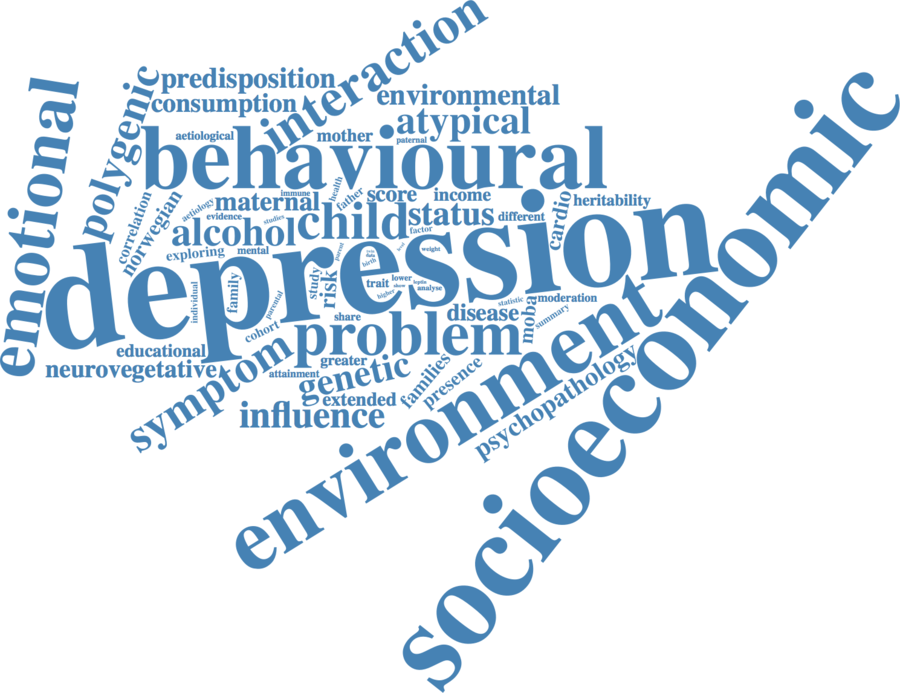 interaction
predisposition
polygenic
consumption
environmental
emotional
atypical
aetiological
mother
paternal
behavioural
socioeconomic
health
immune
father
score
income
cardio
heritability
maternal
correlation
norwegian
aetiology
evidence
studies
child
status
different
alcohol
factor
exploring
mental
parent
level
weight
depression
birth
data
individual
family
study
risk
trait
lower
show
leptin
analyse
higher
parental
statistic
moderation
moba
disease
summary
share
cohort
problem
environment
educational
neurovegetative
symptom
greater
attainment
genetic
families
presence
psychopathology
extended
influence